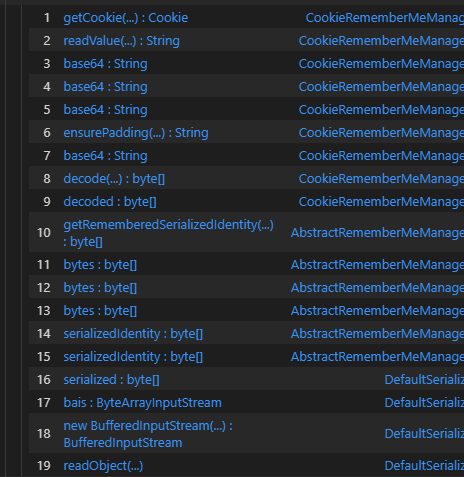 1 getCookie(...) : Cookie CookieRememberMeManage
2 readValue(...) : String CookieRememberMeManage
3 base64 : String CookieRememberMeManage
4 base64 : String CookieRememberMeManage
5 base64 : String CookieRememberMeManage
6 ensurePadding(...) : String CookieRememberMeManage
7 base64 : String CookieRememberMeManage
8 decode(...) : byte[] CookieRememberMeManage
9 decoded : byte[] CookieRememberMeManage
10 getRememberedSerializedIdentity(...) AbstractRememberMeManage
: byte[]
11 bytes : byte[] AbstractRememberMeManage
12 bytes : byte[] AbstractRememberMeManage
13 bytes : byte[] AbstractRememberMeManage
14 serializedIdentity : byte[] AbstractRememberMeManage
15 serializedIdentity : byte[] AbstractRememberMeManage
16 serialized : byte[] DefaultSerializ
17 bais : ByteArrayInputStream DefaultSerializ
18 new BufferedInputStream(...) : DefaultSerializ
BufferedInputStream
19 readObject(...) DefaultSerializ